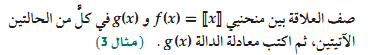 صف العلاقة بين منحنيي f(x) = ⟦x⟧ و g(x) في كلٍّ من الحالتين
الآتيتين، ثم اكتب معادلة الدالة g(x). (مثال 3)